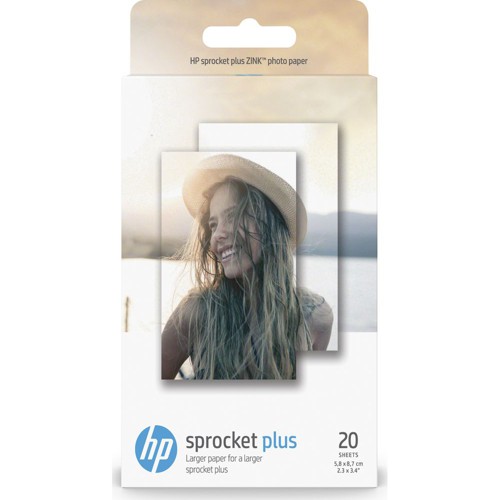 HP sprocket plus ZINK™ photo paper
hp
sprocket plus
Larger paper for a larger
sprocket plus
20
SHEETS
5,8 x 8,7 cm
2.3 x 3.4"